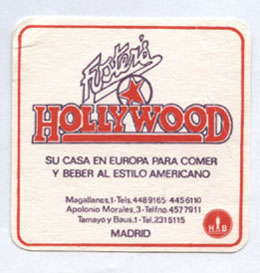 Foster's
HOLLYWOOD
SU CASA EN EUROPA PARA COMER
Y BEBER AL ESTILO AMERICANO
Magallanes,1-Tels.4489165 4456110
Apolonio Morales,3-Telfno.4577911
Tamayo y Baus,1-Tel.2315115
MADRID
H B